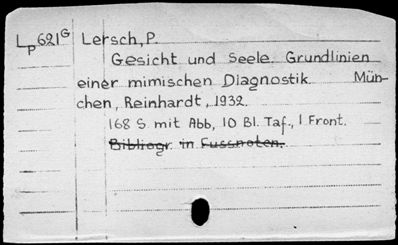 Lp621G Lersch, P.
Gesicht und Seele. Grundlinien
einer mimischen Diagnostik. Mün-
chen, Reinhardt, 1932.
168 S mit Abb, 10 Bl. Taf., 1 Front.
Bibliogr. in Fussnoten.